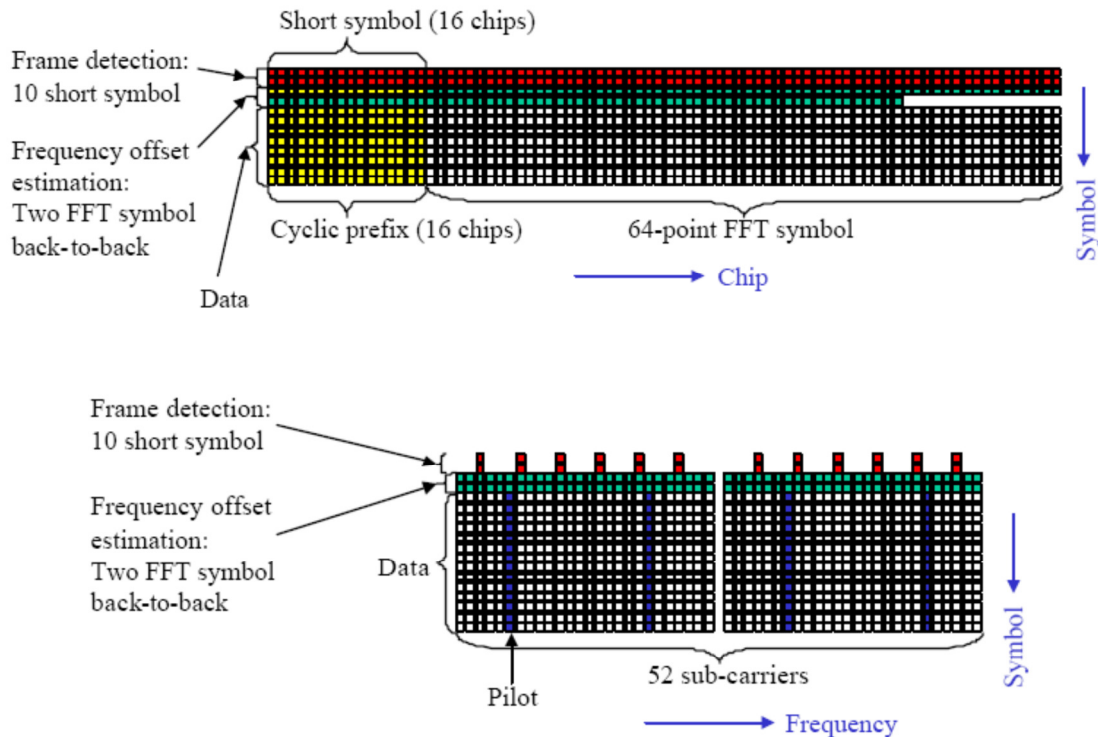 Short symbol (16 chips)
Frame detection:
10 short symbol
Frequency offset
estimation:
Two FFT symbol
back-to-back
Data
Cyclic prefix (16 chips)
64-point FFT symbol
Chip
Symbol
Frame detection:
10 short symbol
Frequency offset
estimation:
Two FFT symbol
back-to-back
Data
52 sub-carriers
Pilot
Frequency
Symbol